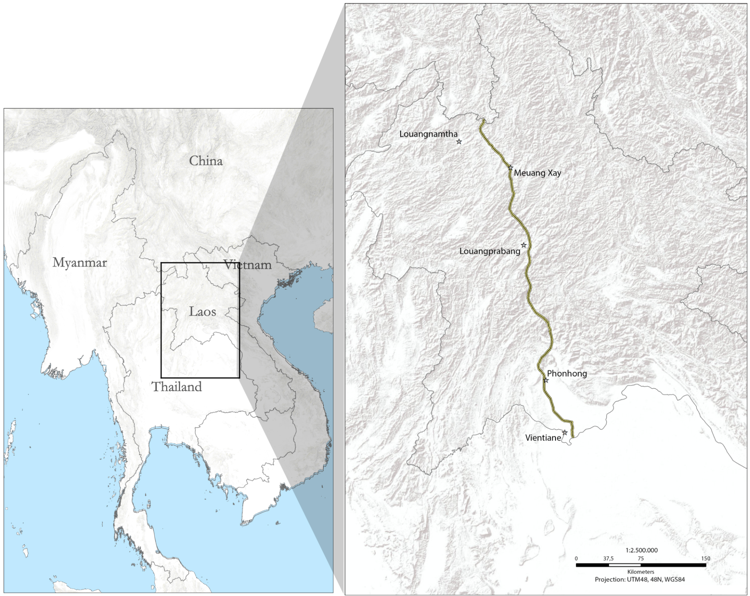 China
Myanmar
Vietnam
Laos
Thailand
Louangnamtha
Meuang Xay
Louangprabang
Phonhong
Vientiane
1:2.500.000
0 37,5 75 150
Kilometers
Projection: UTM48, 48N, WGS84